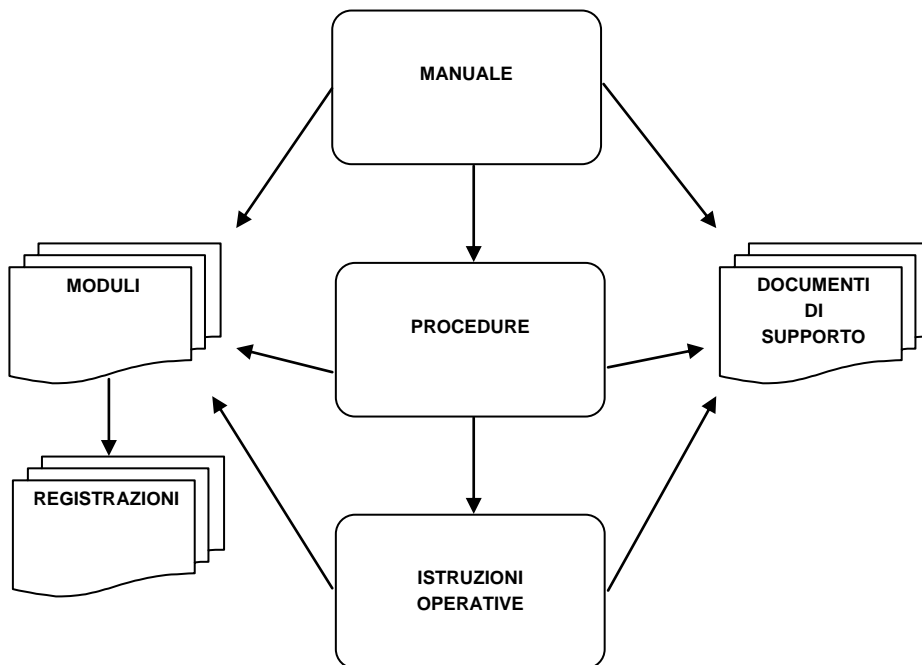 MANUALE
MODULI
PROCEDURE
DOCUMENTI
DI
SUPPORTO
REGISTRAZIONI
ISTRUZIONI
OPERATIVE